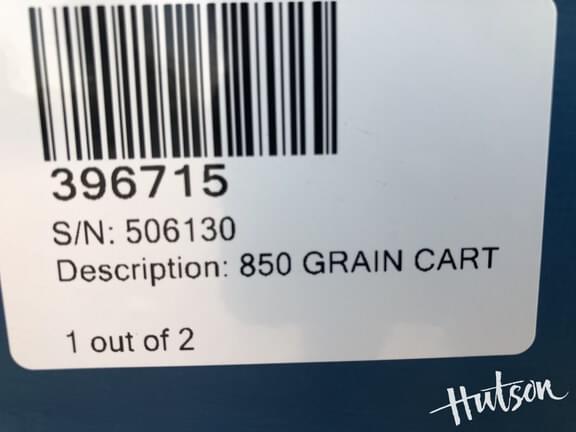 396715
S/N: 506130
Description: 850 GRAIN CART
1 out of 2
Hutson